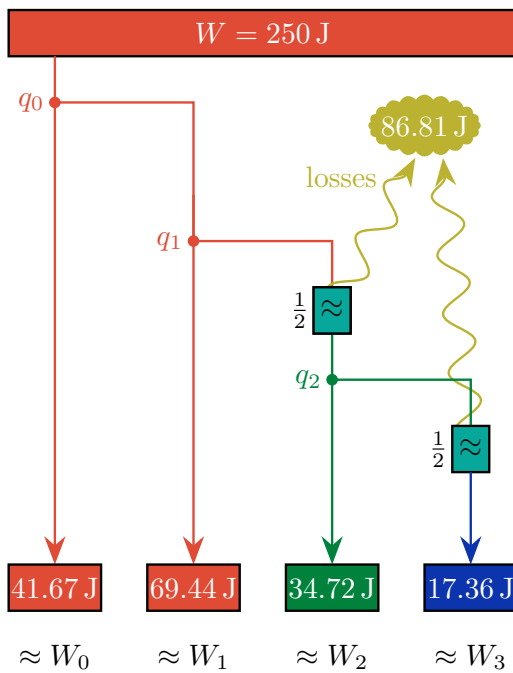 W = 250 J
q₀
86.81 J
losses
q₁
1/2 ≈
q₂
1/2 ≈
41.67 J 69.44 J 34.72 J 17.36 J
≈ W₀ ≈ W₁ ≈ W₂ ≈ W₃